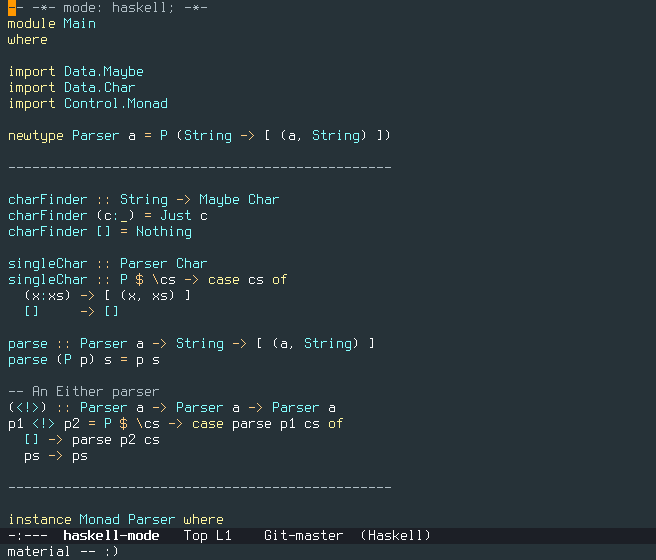 -- -*- mode: haskell; -*-
module Main
where
import Data.Maybe
import Data.Char
import Control.Monad
newtype Parser a = P (String -> [ (a, String) ])
------------------------------------------------
charFinder :: String -> Maybe Char
charFinder (c:_) = Just c
charFinder [] = Nothing
singleChar :: Parser Char
singleChar :: P $ \cs -> case cs of
  (x:xs) -> [ (x, xs) ]
  []     -> []
parse :: Parser a -> String -> [ (a, String) ]
parse (P p) s = p s
-- An Either parser
(<!>) :: Parser a -> Parser a -> Parser a
p1 <!> p2 = P $ \cs -> case parse p1 cs of
  [] -> parse p2 cs
  ps -> ps
------------------------------------------------
instance Monad Parser where
-:---  haskell-mode   Top L1    Git-master  (Haskell)
material -- :)